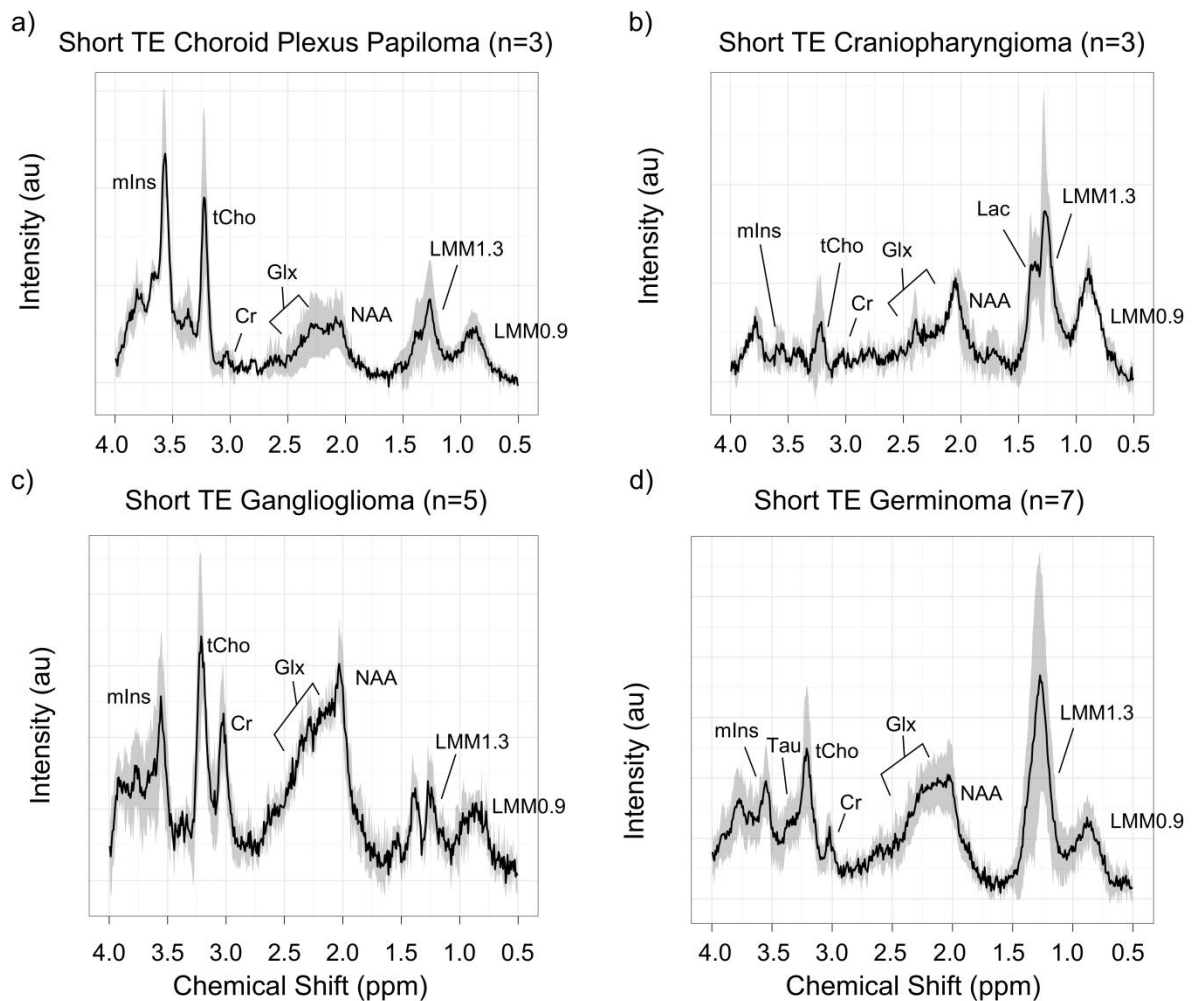 a)
Short TE Choroid Plexus Papiloma (n=3)
Intensity (au)
mIns
tCho
Cr
Glx
NAA
LMM1.3
LMM0.9
4.0 3.5 3.0 2.5 2.0 1.5 1.0 0.5
b)
Short TE Craniopharyngioma (n=3)
Intensity (au)
mIns
tCho
Cr
Glx
NAA
Lac
LMM1.3
LMM0.9
4.0 3.5 3.0 2.5 2.0 1.5 1.0 0.5
c)
Short TE Ganglioglioma (n=5)
Intensity (au)
mIns
tCho
Cr
Glx
NAA
LMM1.3
LMM0.9
4.0 3.5 3.0 2.5 2.0 1.5 1.0 0.5
Chemical Shift (ppm)
d)
Short TE Germinoma (n=7)
Intensity (au)
mIns
Tau
tCho
Cr
Glx
NAA
LMM1.3
LMM0.9
4.0 3.5 3.0 2.5 2.0 1.5 1.0 0.5
Chemical Shift (ppm)